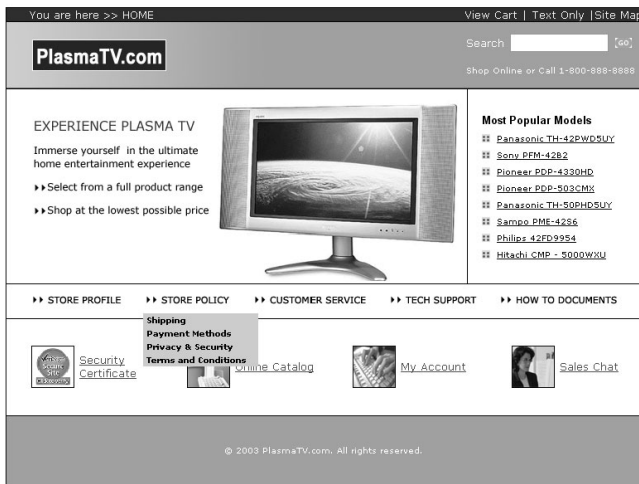 You are here >> HOME
View Cart | Text Only |Site Map
PlasmaTV.com
Search [GO]
Shop Online or Call 1-800-888-8888
EXPERIENCE PLASMA TV
Immerse yourself in the ultimate
home entertainment experience
Select from a full product range
Shop at the lowest possible price
Most Popular Models
Panasonic TH-42PWD5UY
Sony PFM-42B2
Pioneer PDP-4330HD
Pioneer PDP-503CMX
Panasonic TH-50PHD5UY
Sampo PME-42S6
Philips 42FD9954
Hitachi CMP - 5000WXU
STORE PROFILE
STORE POLICY
CUSTOMER SERVICE
TECH SUPPORT
HOW TO DOCUMENTS
Shipping
Payment Methods
Privacy & Security
Terms and Conditions
Secure
Site
Security
Certificate
Online Catalog
My Account
Sales Chat
© 2003 PlasmaTV.com. All rights reserved.